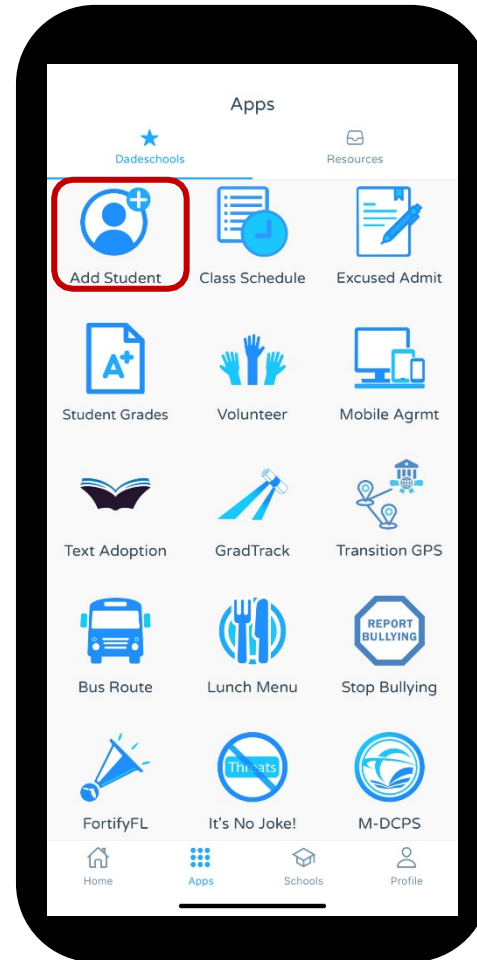 Apps
Dadeschools Resources
Add Student Class Schedule Excused Admit
A+
Student Grades Volunteer Mobile Agrmt
Text Adoption GradTrack Transition GPS
REPORT
BULLYING
Bus Route Lunch Menu Stop Bullying
Threats
FortifyFL It's No Joke! M-DCPS
Home Apps Schools Profile